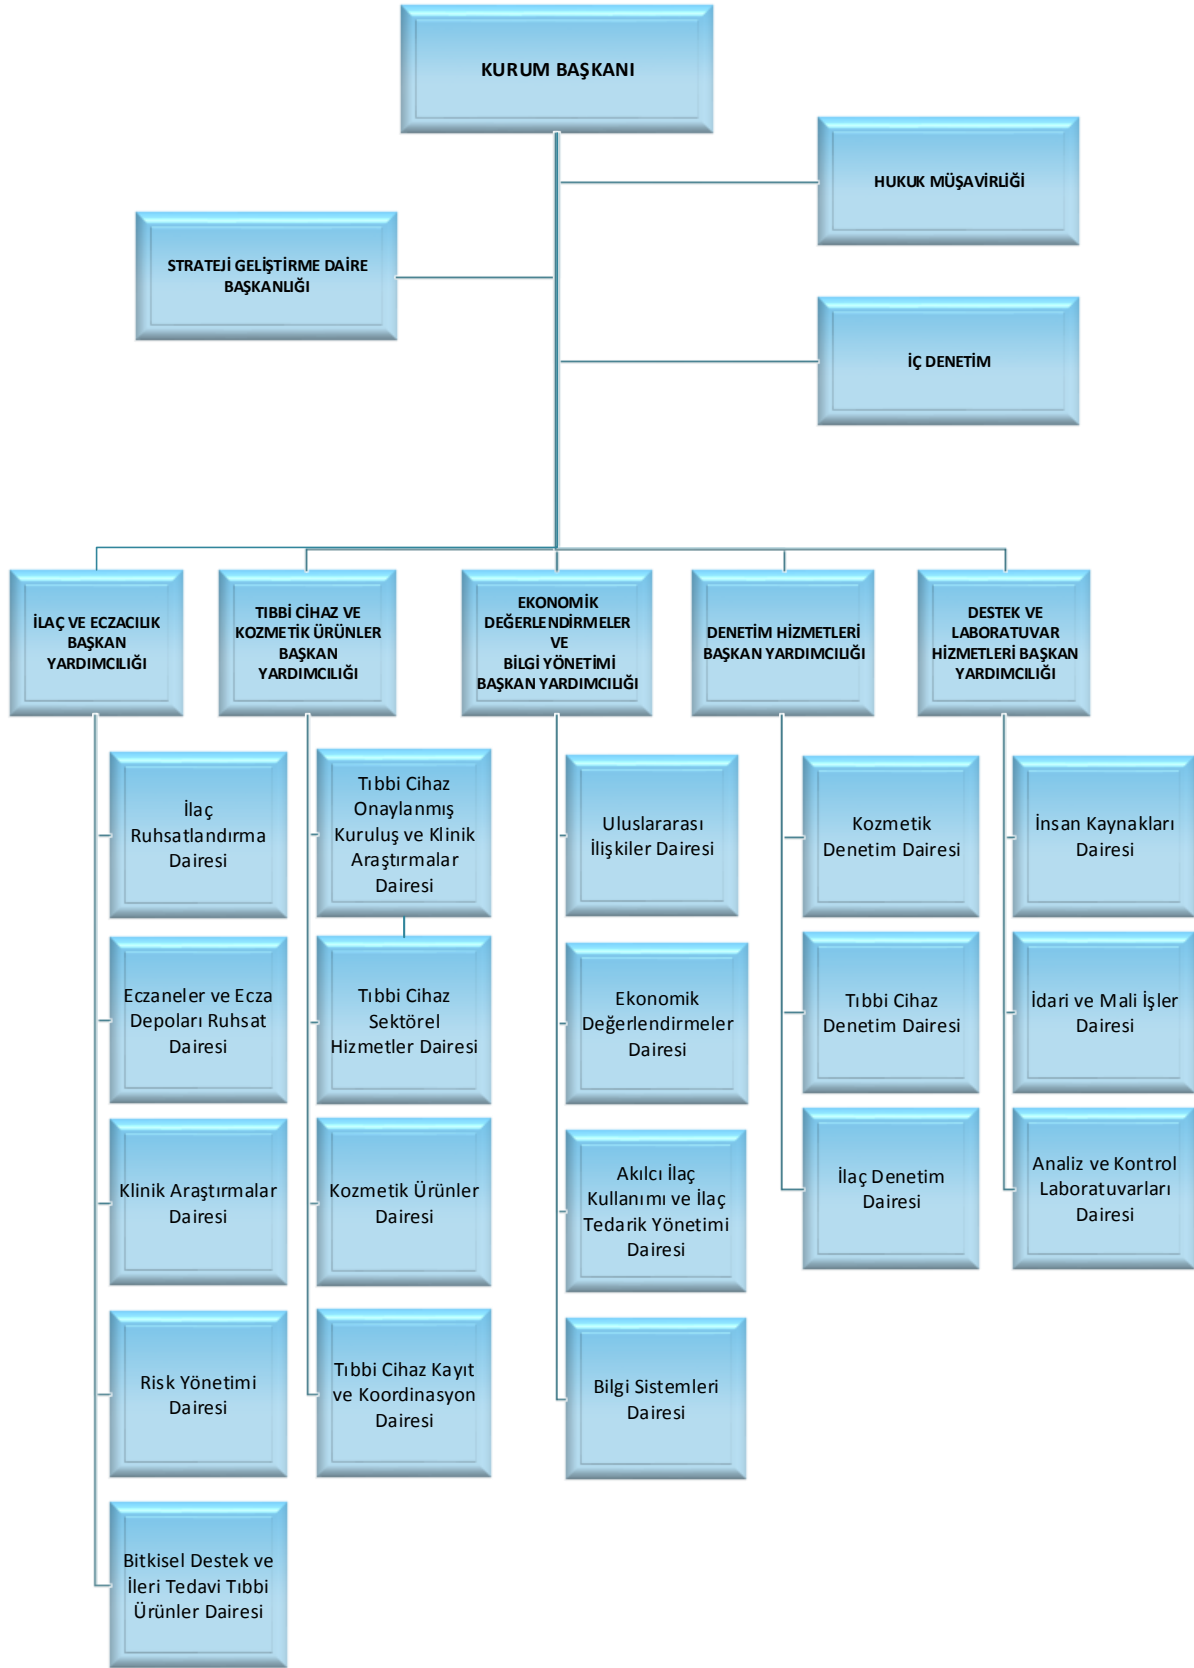 KURUM BAŞKANI
HUKUK MÜŞAVİRLİĞİ
STRATEJİ GELİŞTİRME DAİRE
BAŞKANLIĞI
İÇ DENETİM
İLAÇ VE ECZACILIK
BAŞKAN
YARDIMCILIĞI
TIBBİ CİHAZ VE
KOZMETİK ÜRÜNLER
BAŞKAN
YARDIMCILIĞI
EKONOMİK
DEĞERLENDİRMELER
VE
BİLGİ YÖNETİMİ
BAŞKAN YARDIMCILIĞI
DENETİM HİZMETLERİ
BAŞKAN YARDIMCILIĞI
DESTEK VE
LABORATUVAR
HİZMETLERİ BAŞKAN
YARDIMCILIĞI
İlaç
Ruhsatlandırma
Dairesi
Eczaneler ve Ecza
Depoları Ruhsat
Dairesi
Klinik Araştırmalar
Dairesi
Risk Yönetimi
Dairesi
Bitkisel Destek ve
İleri Tedavi Tıbbi
Ürünler Dairesi
Tıbbi Cihaz
Onaylanmış
Kuruluş ve Klinik
Araştırmalar
Dairesi
Tıbbi Cihaz
Sektörel
Hizmetler Dairesi
Kozmetik Ürünler
Dairesi
Tıbbi Cihaz Kayıt
ve Koordinasyon
Dairesi
Uluslararası
İlişkiler Dairesi
Ekonomik
Değerlendirmeler
Dairesi
Akılcı İlaç
Kullanımı ve İlaç
Tedarik Yönetimi
Dairesi
Bilgi Sistemleri
Dairesi
Kozmetik
Denetim Dairesi
Tıbbi Cihaz
Denetim Dairesi
İlaç Denetim
Dairesi
İnsan Kaynakları
Dairesi
İdari ve Mali İşler
Dairesi
Analiz ve Kontrol
Laboratuvarları
Dairesi